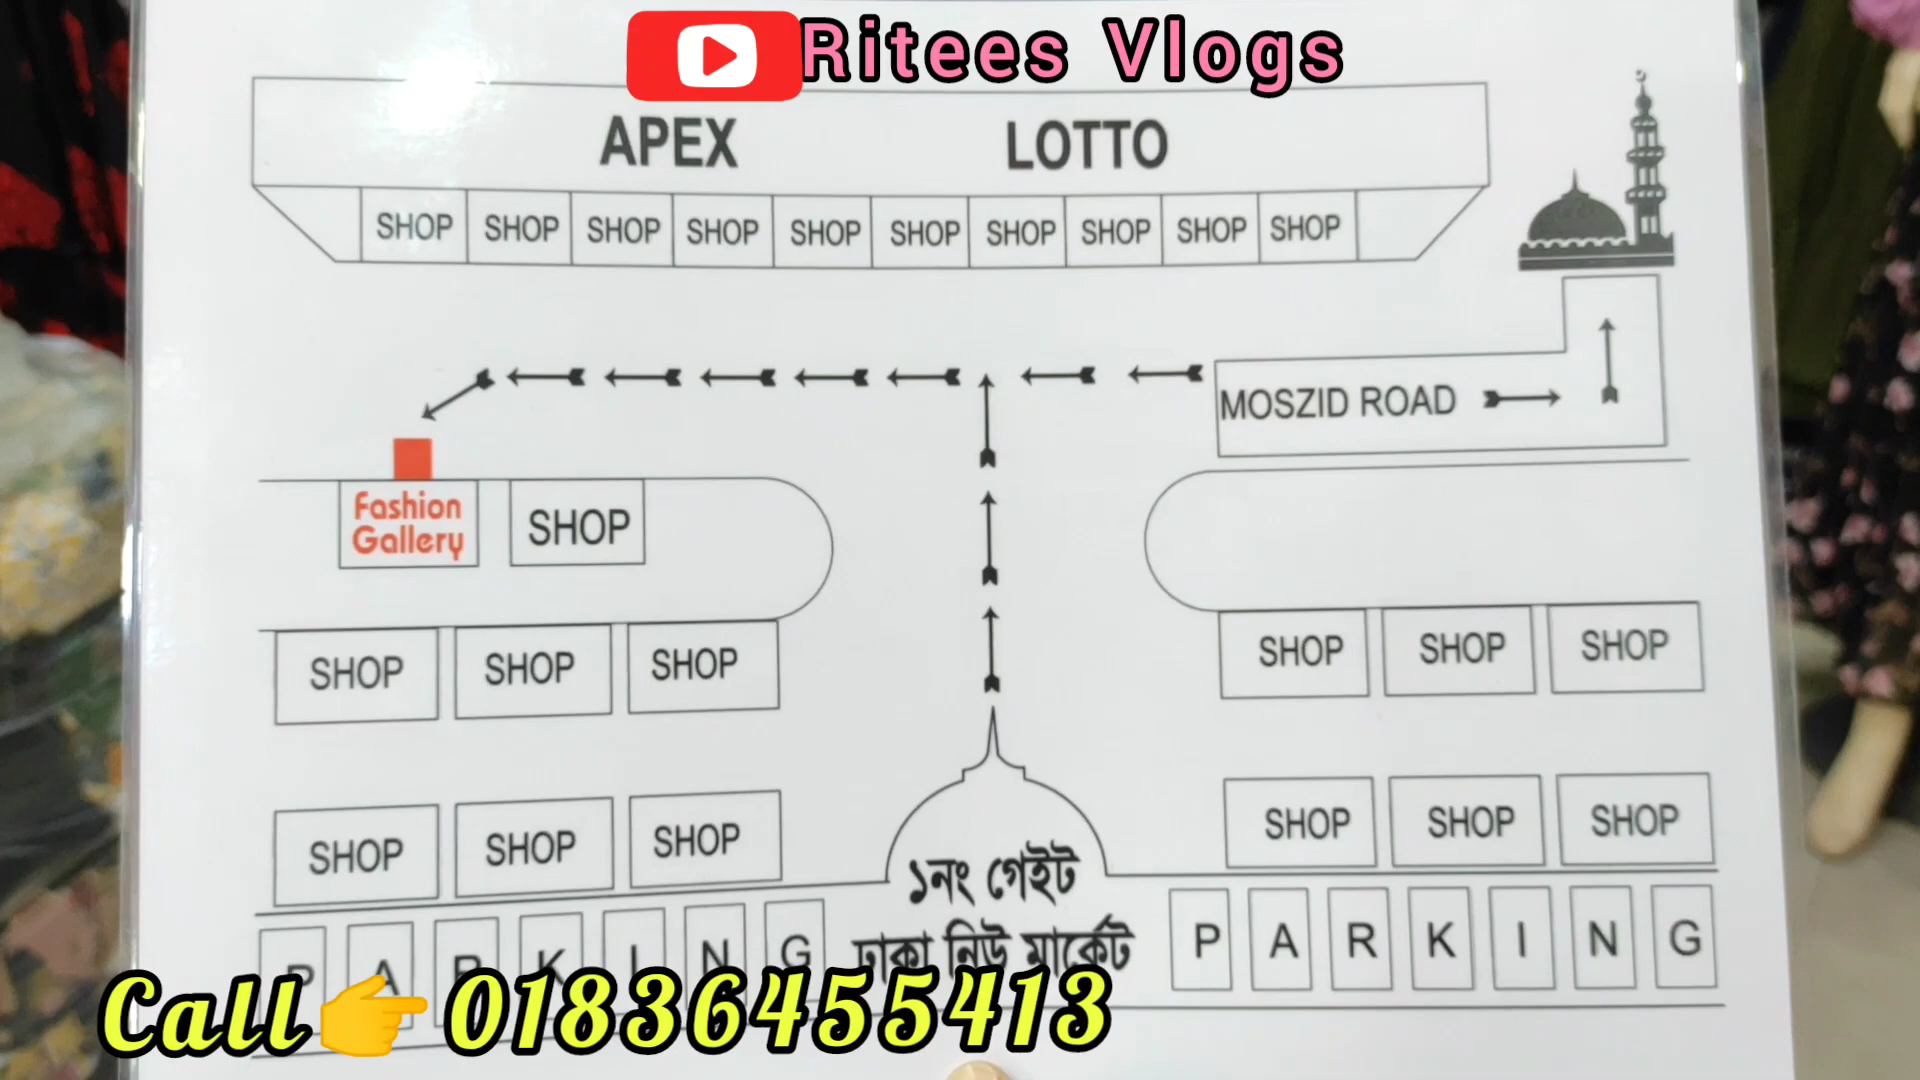 Ritees Vlogs
APEX LOTTO
SHOP SHOP SHOP SHOP SHOP SHOP SHOP SHOP SHOP SHOP
MOSZID ROAD
Fashion
Gallery
SHOP
SHOP SHOP SHOP
SHOP SHOP SHOP
SHOP SHOP SHOP
SHOP SHOP SHOP
১নং গেইট
ঢাকা নিউ মার্কেট
P A R K I N G
P A R K I N G
Call 01836455413